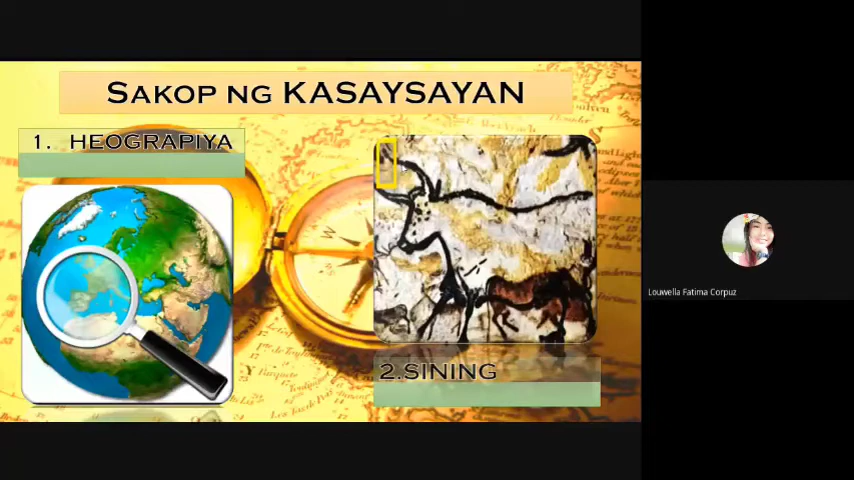 SAKOP NG KASAYSAYAN
1. HEOGRAPIYA
2.SINING
Louwella Fatima Corpuz